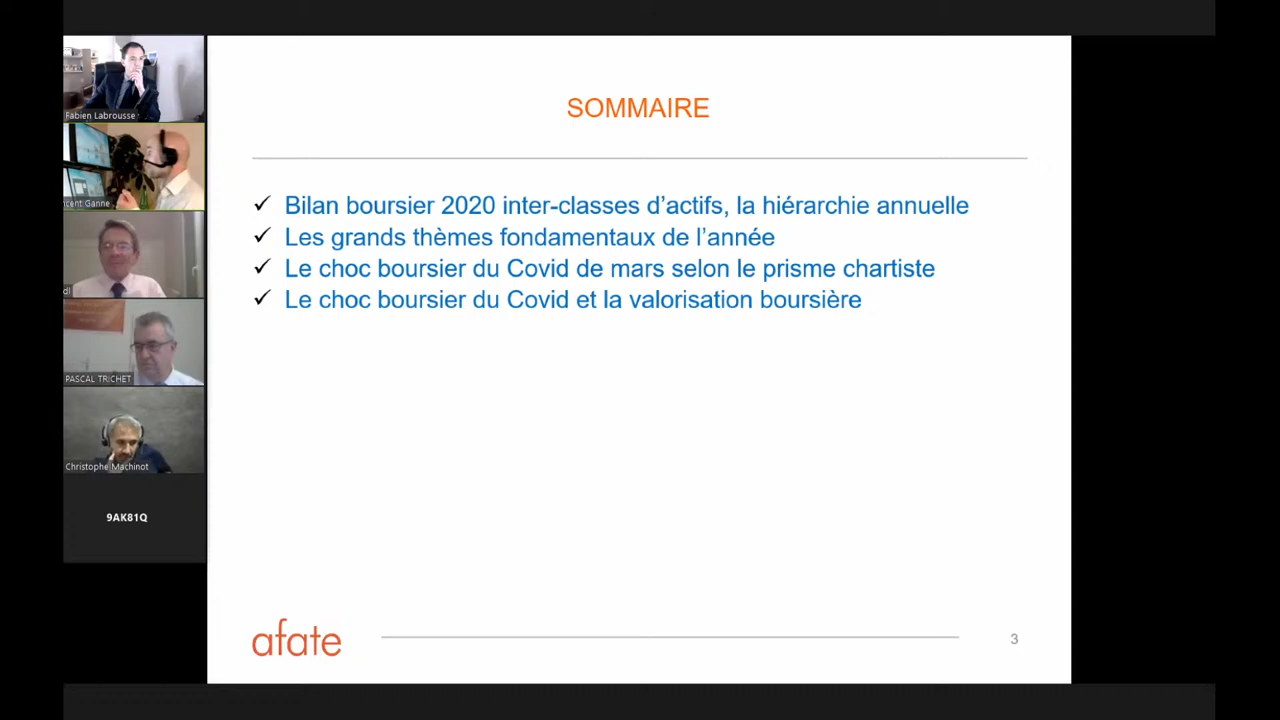 Fabien Labrousse
cent Ganne
dl
PASCAL TRICHET
Christophe Machinot
9AK81Q
SOMMAIRE
✓ Bilan boursier 2020 inter-classes d’actifs, la hiérarchie annuelle
✓ Les grands thèmes fondamentaux de l’année
✓ Le choc boursier du Covid de mars selon le prisme chartiste
✓ Le choc boursier du Covid et la valorisation boursière
afate
3